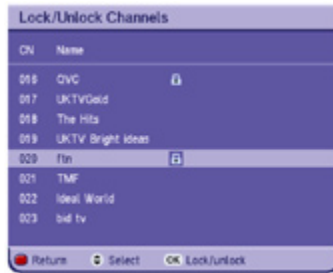 Lock/Unlock Channels
CN Name
016 QVC
017 UKTVGold
018 The Hits
019 UKTV Bright ideas
020 ftn
021 TMF
022 Ideal World
023 bid tv
Return Select OK Lock/unlock